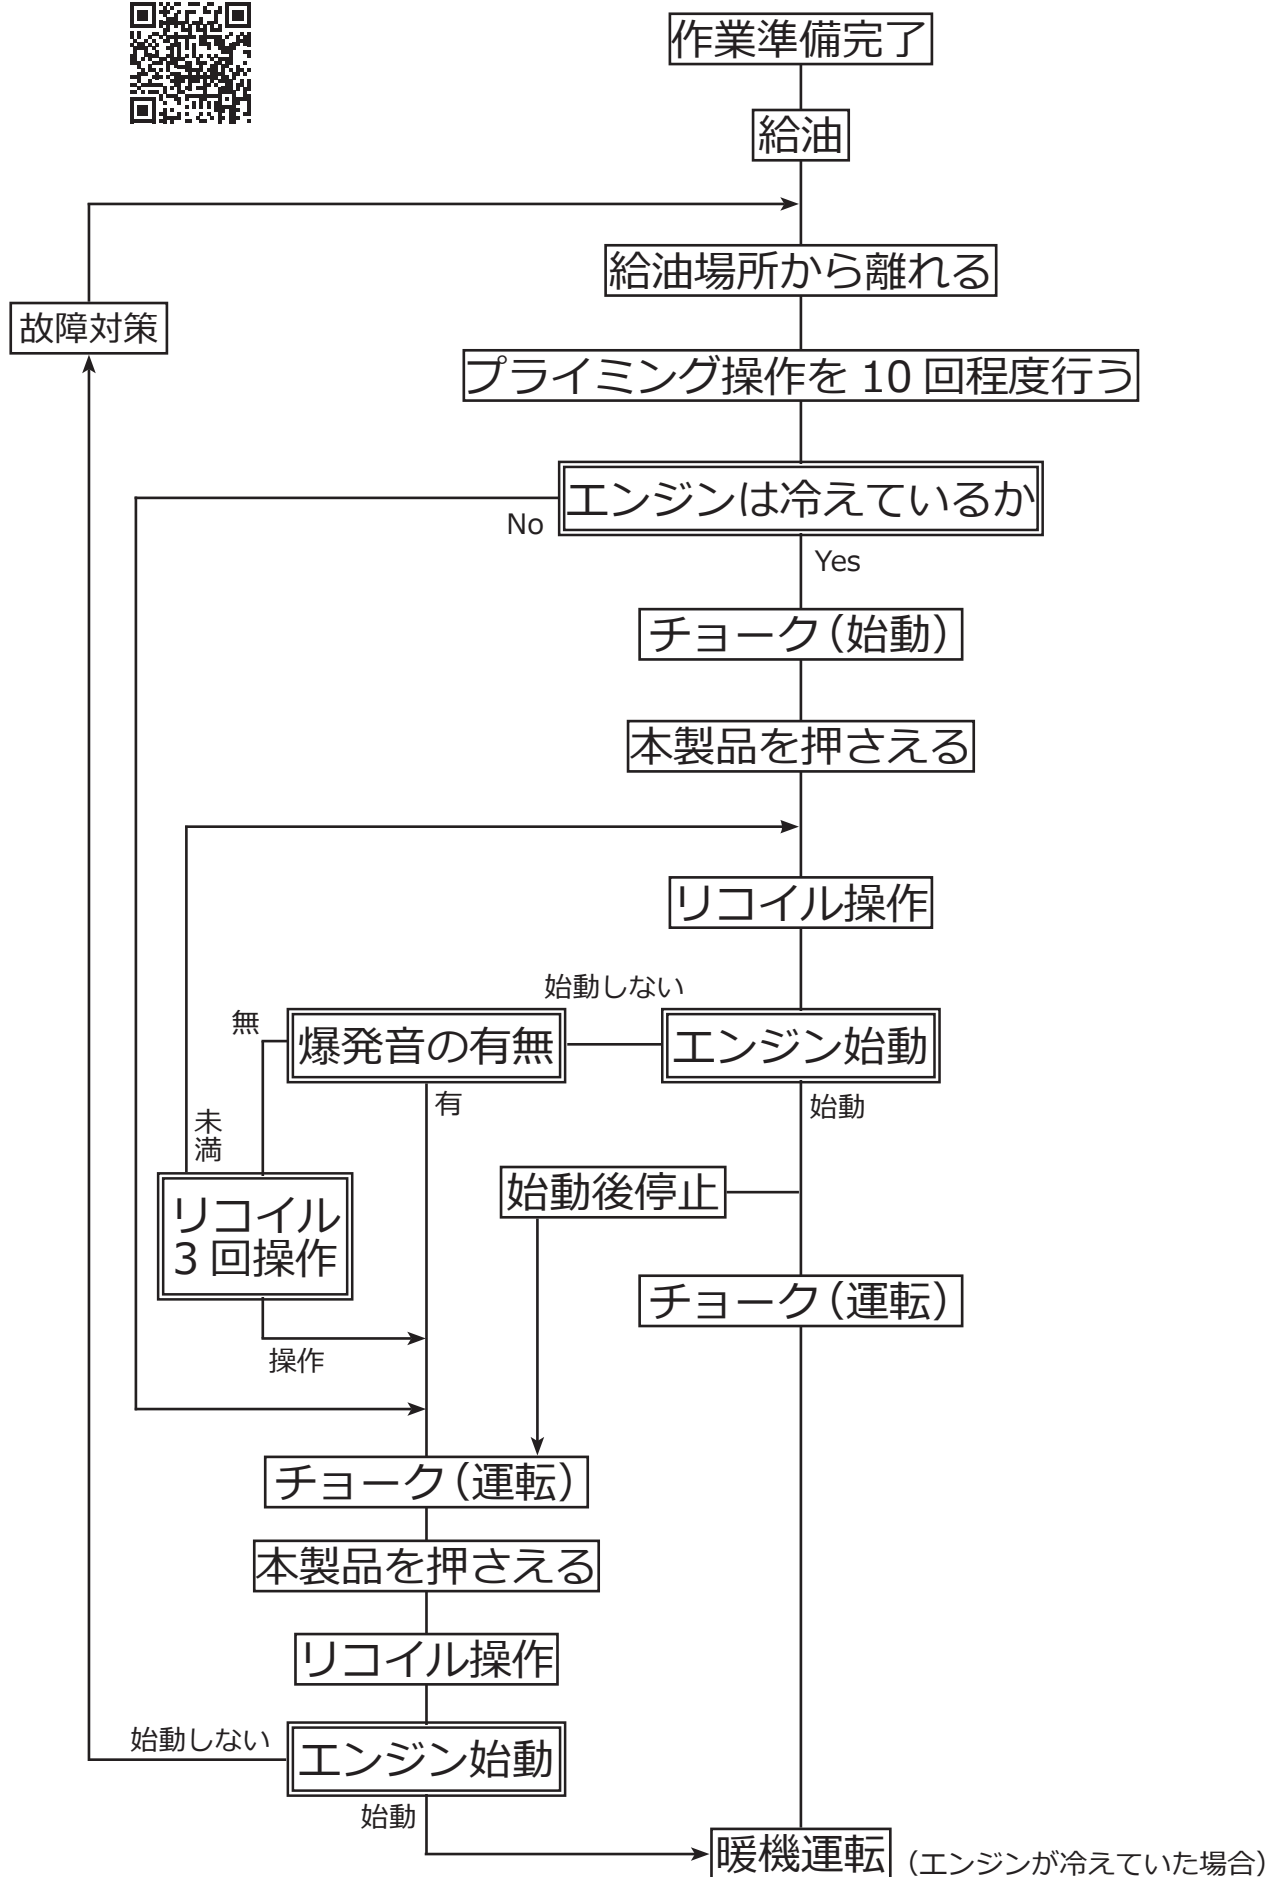 作業準備完了
給油
給油場所から離れる
故障対策
プライミング操作を 10 回程度行う
エンジンは冷えているか
No
Yes
チョーク（始動）
本製品を押さえる
リコイル操作
始動しない
無
爆発音の有無
エンジン始動
有
始動
未満
始動後停止
リコイル
3 回操作
チョーク（運転）
操作
チョーク（運転）
本製品を押さえる
リコイル操作
始動しない
エンジン始動
始動
暖機運転 （エンジンが冷えていた場合）